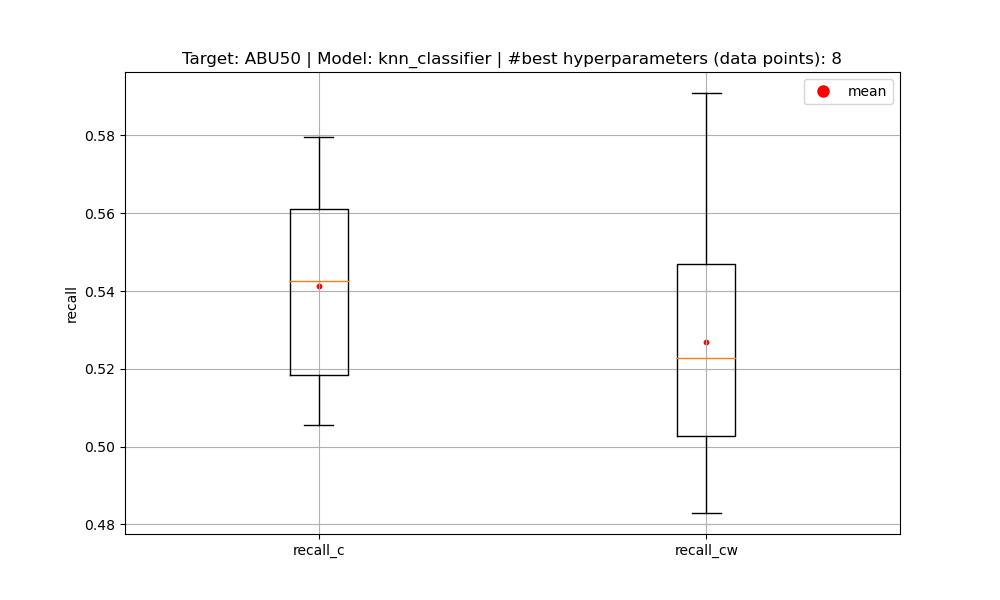 Target: ABU50 | Model: knn_classifier | #best hyperparameters (data points): 8
mean
0.58
0.56
0.54
0.52
0.50
0.48
recall
recall_c
recall_cw